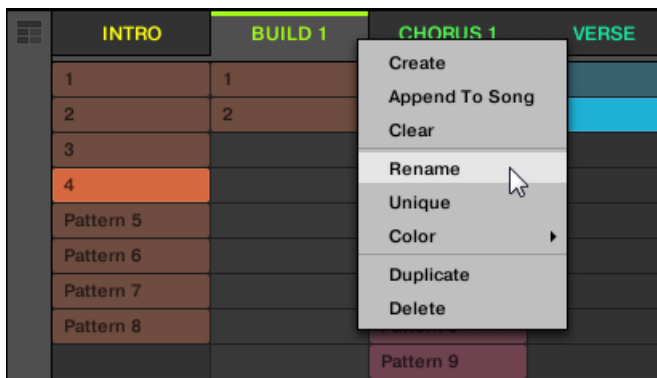 INTRO BUILD 1 CHORUS 1 VERSE
1 1
2 2
3
4
Pattern 5
Pattern 6
Pattern 7
Pattern 8
Pattern 9
Create
Append To Song
Clear
Rename
Unique
Color
Duplicate
Delete